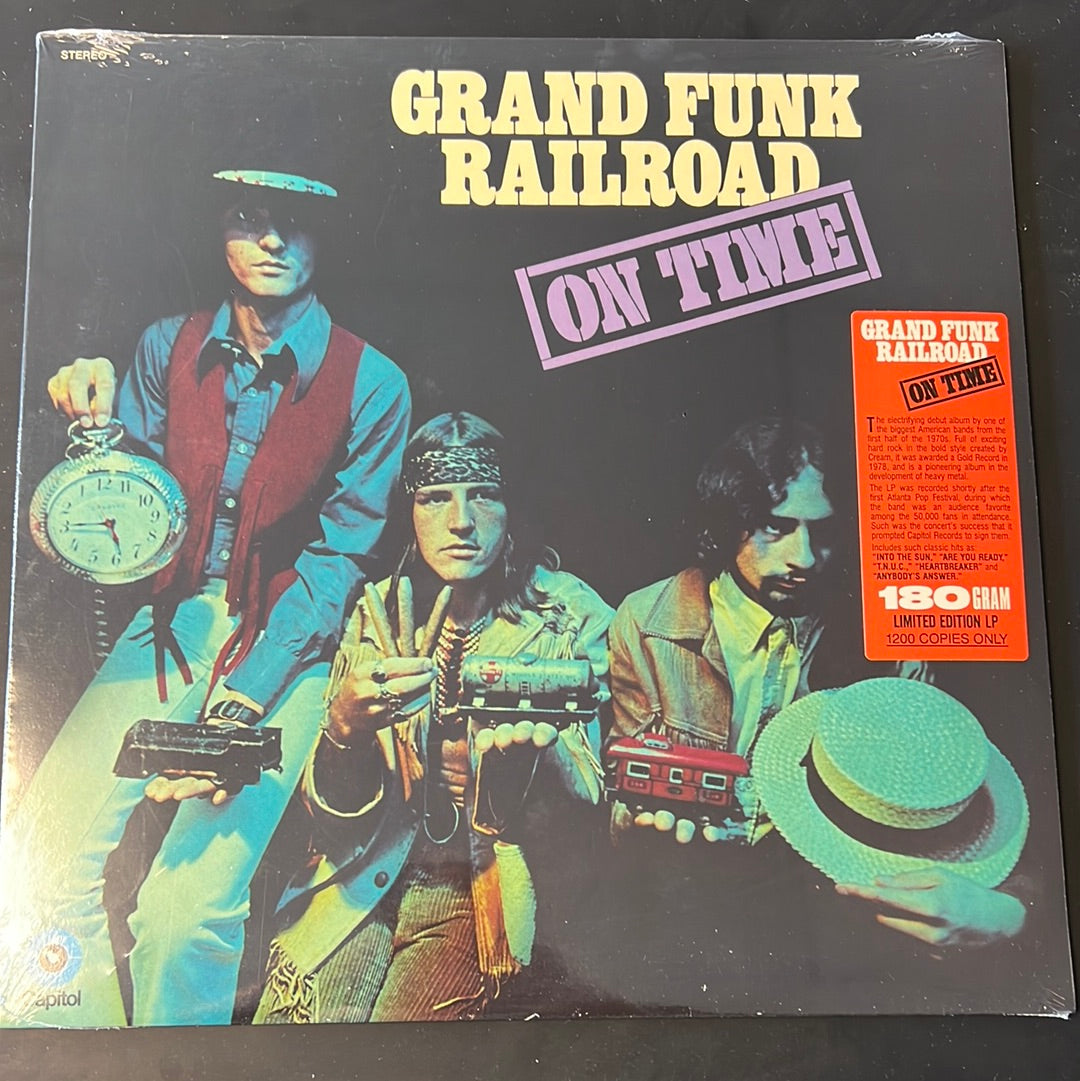 STEREO
GRAND FUNK
RAILROAD
ON TIME
GRAND FUNK
RAILROAD
ON TIME
The electrifying debut album by one of
the biggest American bands from the
first half of the 1970s. Full of exciting
hard rock in the bold style created by
Cream, it was awarded a Gold Record in
1978, and is a pioneering album in the
development of heavy metal.
The LP was recorded shortly after the
first Atlanta Pop Festival, during which
the band was an audience favorite
among the 50,000 fans in attendance.
Such was the concert's success that it
prompted Capitol Records to sign them.
Includes such classic hits as:
"INTO THE SUN," "ARE YOU READY,"
"T.N.U.C.," "HEARTBREAKER" and
"ANYBODY'S ANSWER."
180 GRAM
LIMITED EDITION LP
1200 COPIES ONLY
Capitol